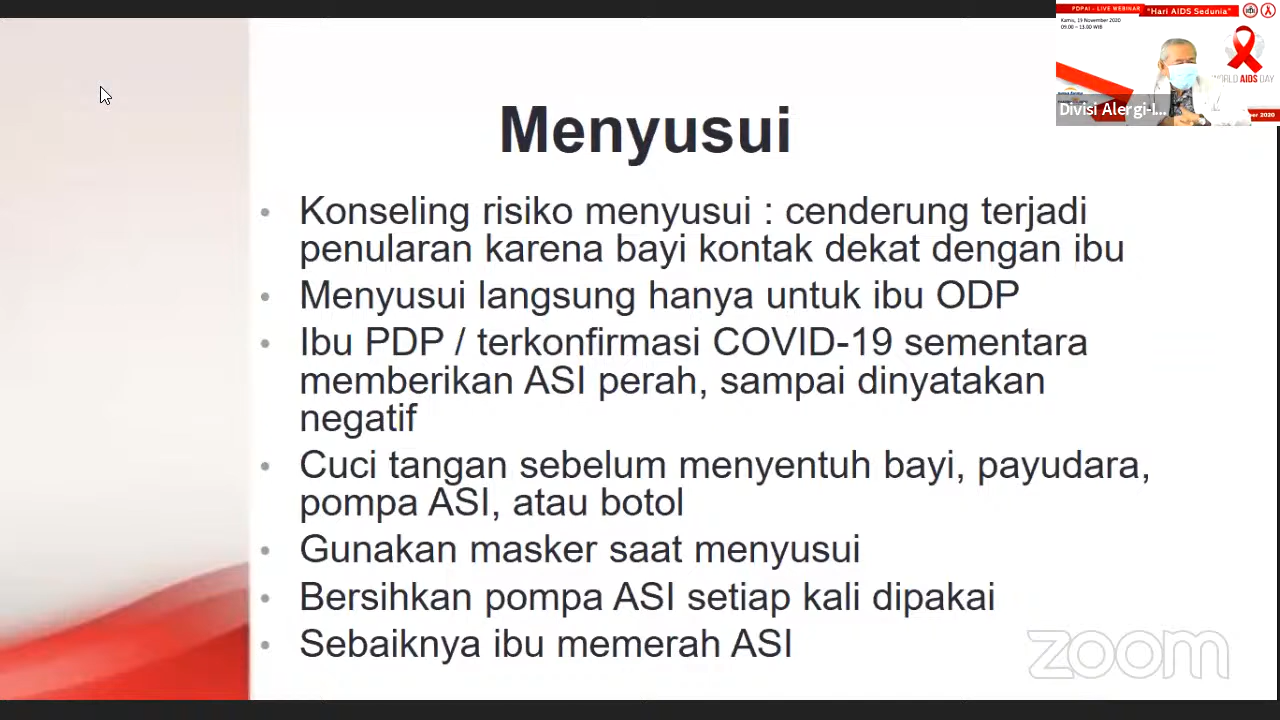 PDPAI - LIVE WEBINAR
"Hari AIDS Sedunia"
Kamis, 19 November 2020
09.00 – 13.00 WIB
WORLD AIDS DAY
Divisi Alergi-I...
2020
Menyusui
• Konseling risiko menyusui : cenderung terjadi
penularan karena bayi kontak dekat dengan ibu
• Menyusui langsung hanya untuk ibu ODP
• Ibu PDP / terkonfirmasi COVID-19 sementara
memberikan ASI perah, sampai dinyatakan
negatif
• Cuci tangan sebelum menyentuh bayi, payudara,
pompa ASI, atau botol
• Gunakan masker saat menyusui
• Bersihkan pompa ASI setiap kali dipakai
• Sebaiknya ibu memerah ASI
zoom